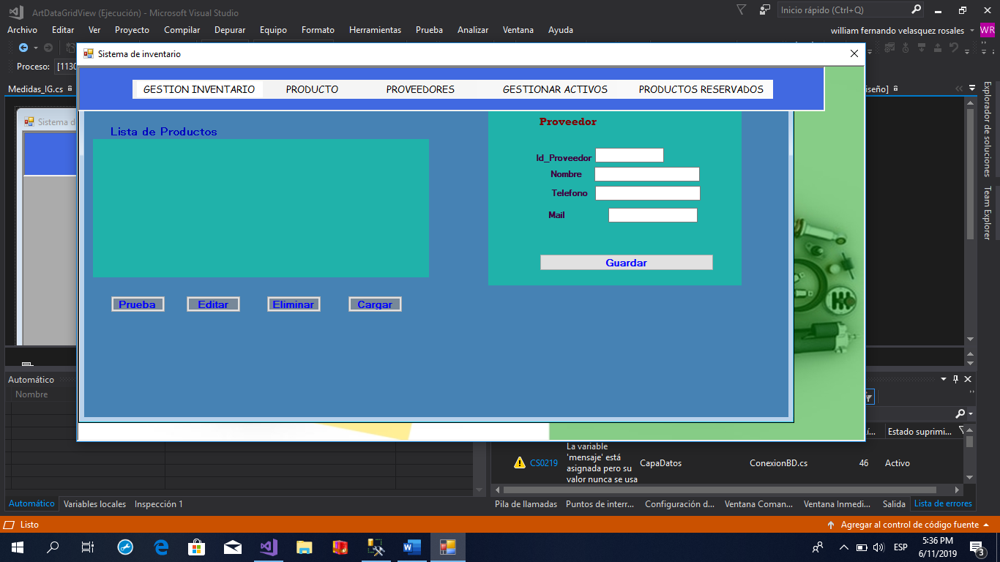 ArtDataGridView (Ejecución) - Microsoft Visual Studio
Inicio rápido (Ctrl+Q)
Archivo Editar Ver Proyecto Compilar Depurar Equipo Formato Herramientas Prueba Analizar Ventana Ayuda
william fernando velasquez rosales WR
Proceso: [1130
Medidas_IG.cs
Sistema d
Sistema de inventario
GESTION INVENTARIO PRODUCTO PROVEEDORES GESTIONAR ACTIVOS PRODUCTOS RESERVADOS
Lista de Productos
Prueba Editar Eliminar Cargar
Proveedor
Id_Proveedor
Nombre
Telefono
Mail
Guardar
iseño]
Explorador de soluciones
Team Explorer
Automático
Nombre
Estado suprimi...
CS0219
La variable
'mensaje' está
asignada pero su
valor nunca se usa
CapaDatos ConexionBD.cs 46 Activo
Automático Variables locales Inspección 1
Pila de llamadas Puntos de interr... Configuración d... Ventana Coman... Ventana Inmedi... Salida Lista de errores
Listo
Agregar al control de código fuente
ESP
5:36 PM
6/11/2019
3